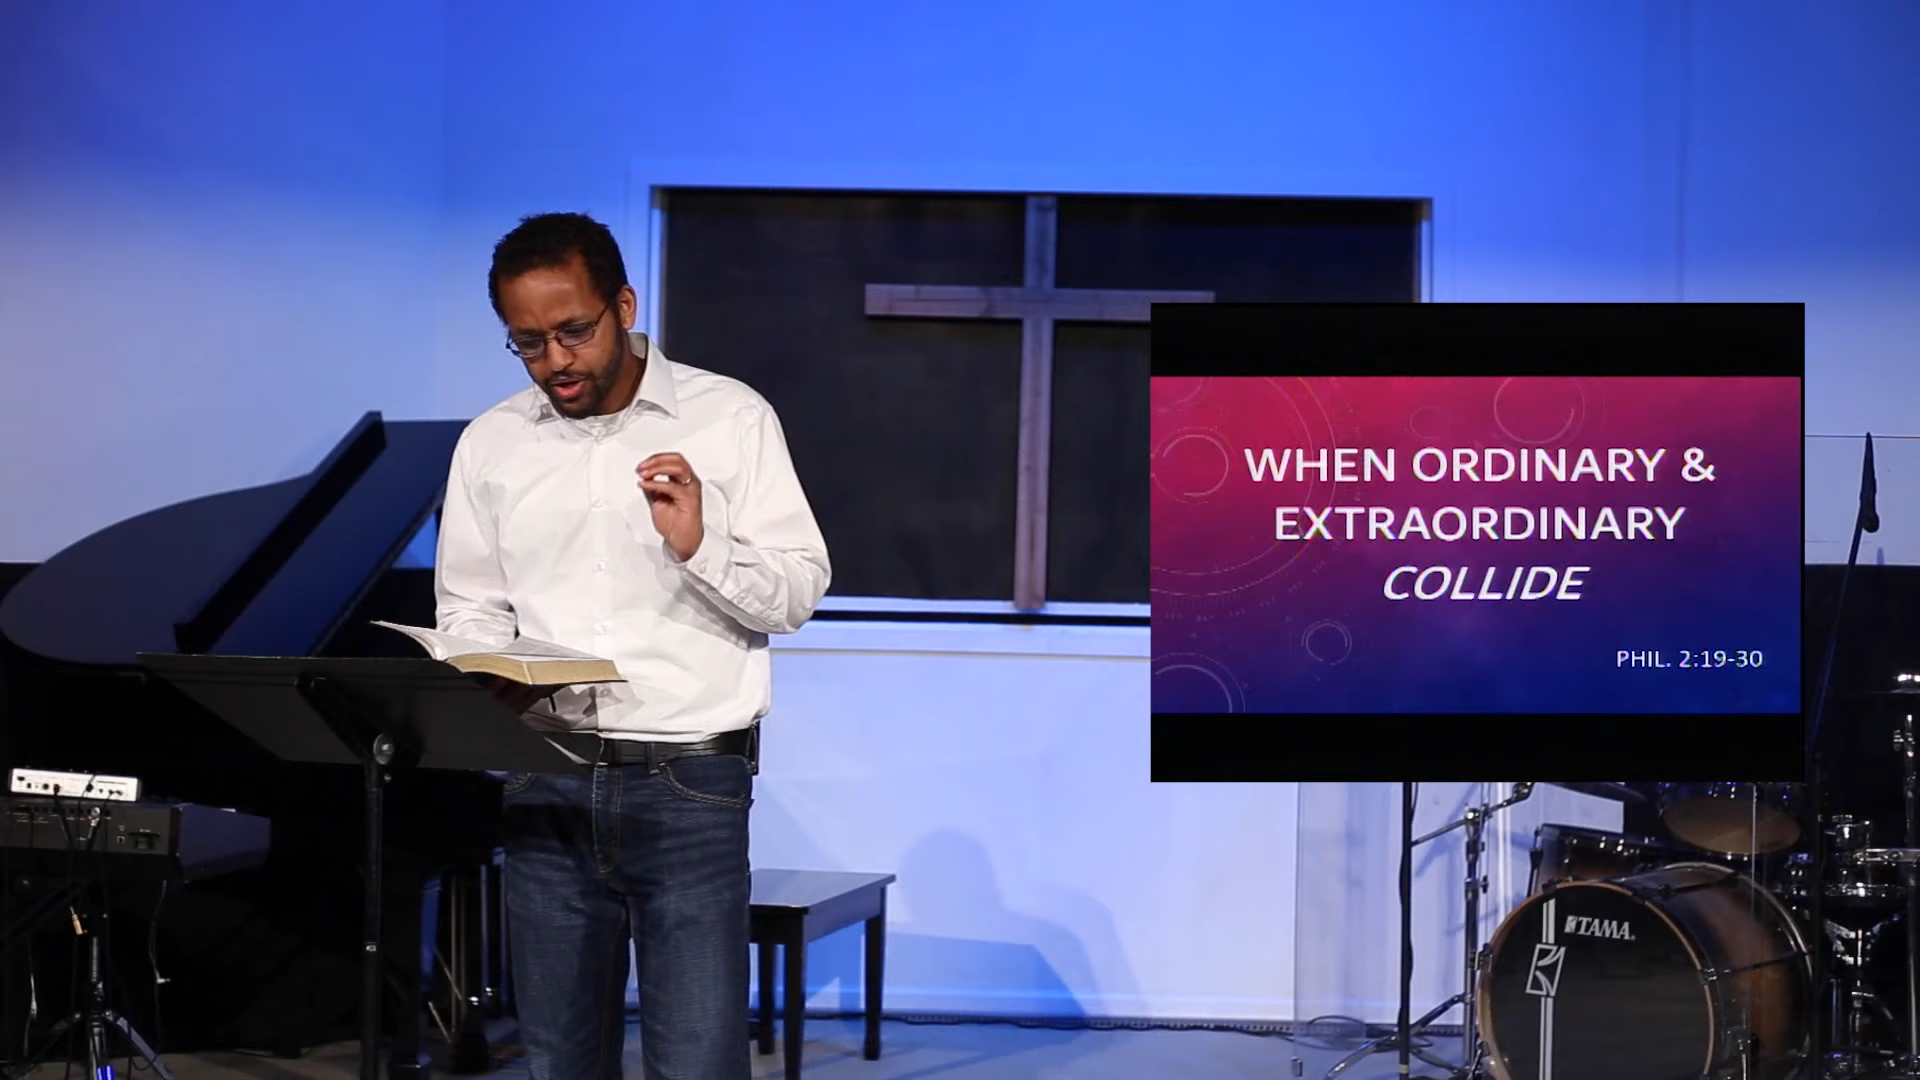 WHEN ORDINARY &
EXTRAORDINARY
COLLIDE
PHIL. 2:19-30
TAMA